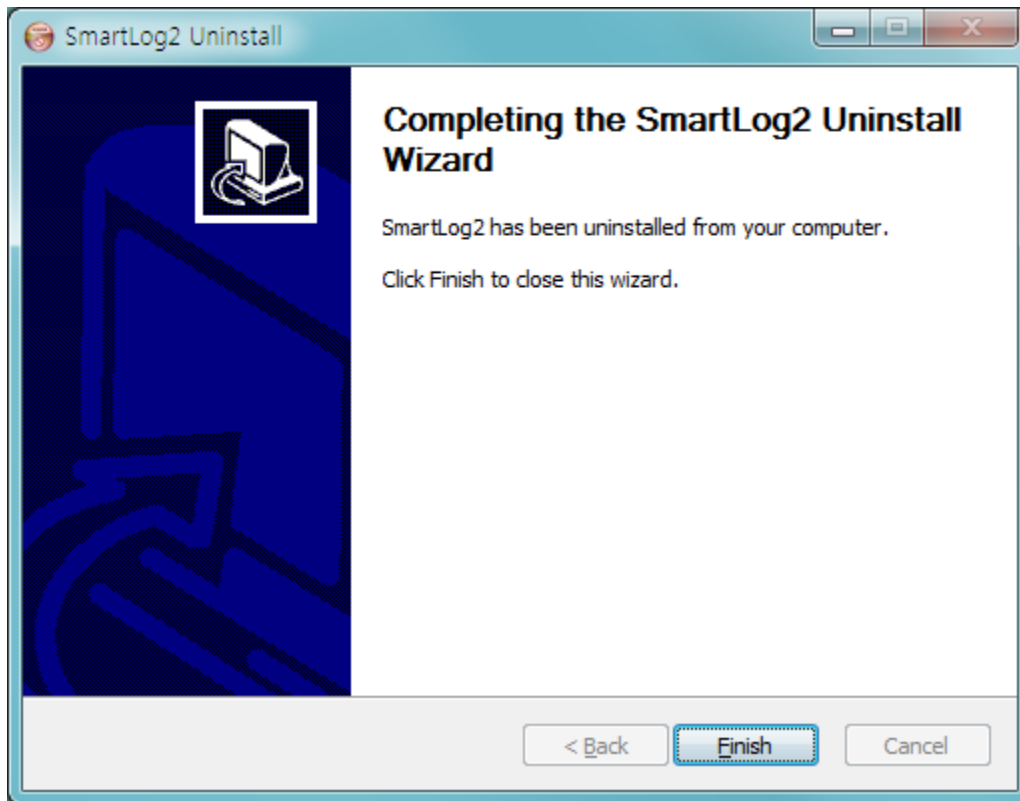 SmartLog2 Uninstall
Completing the SmartLog2 Uninstall
Wizard
SmartLog2 has been uninstalled from your computer.
Click Finish to close this wizard.
< Back
Finish
Cancel